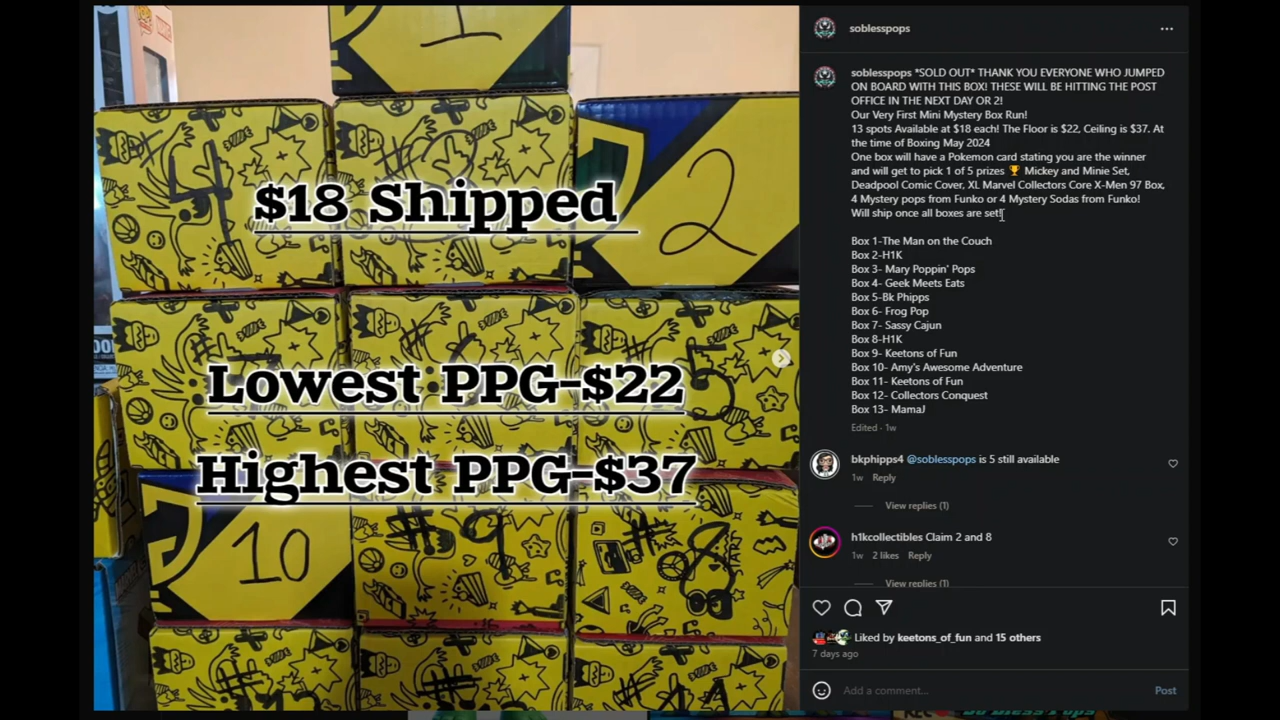 1
4
2
$18 Shipped
5
Lowest PPG-$22
Highest PPG-$37
10
#9
#8
#
#
soblesspops
soblesspops *SOLD OUT* THANK YOU EVERYONE WHO JUMPED
ON BOARD WITH THIS BOX! THESE WILL BE HITTING THE POST
OFFICE IN THE NEXT DAY OR 2!
Our Very First Mini Mystery Box Run!
13 spots Available at $18 each! The Floor is $22, Ceiling is $37. At
the time of Boxing May 2024
One box will have a Pokemon card stating you are the winner
and will get to pick 1 of 5 prizes 🏆 Mickey and Minie Set,
Deadpool Comic Cover, XL Marvel Collectors Core X-Men 97 Box,
4 Mystery pops from Funko or 4 Mystery Sodas from Funko!
Will ship once all boxes are set!
Box 1-The Man on the Couch
Box 2-H1K
Box 3- Mary Poppin' Pops
Box 4- Geek Meets Eats
Box 5-Bk Phipps
Box 6- Frog Pop
Box 7- Sassy Cajun
Box 8-H1K
Box 9- Keetons of Fun
Box 10- Amy's Awesome Adventure
Box 11- Keetons of Fun
Box 12- Collectors Conquest
Box 13- MamaJ
Edited · 1w
bkphipps4 @soblesspops is 5 still available
1w Reply
View replies (1)
h1kcollectibles Claim 2 and 8
1w 2 likes Reply
View replies (1)
Liked by keetons_of_fun and 15 others
7 days ago
Add a comment...
Post